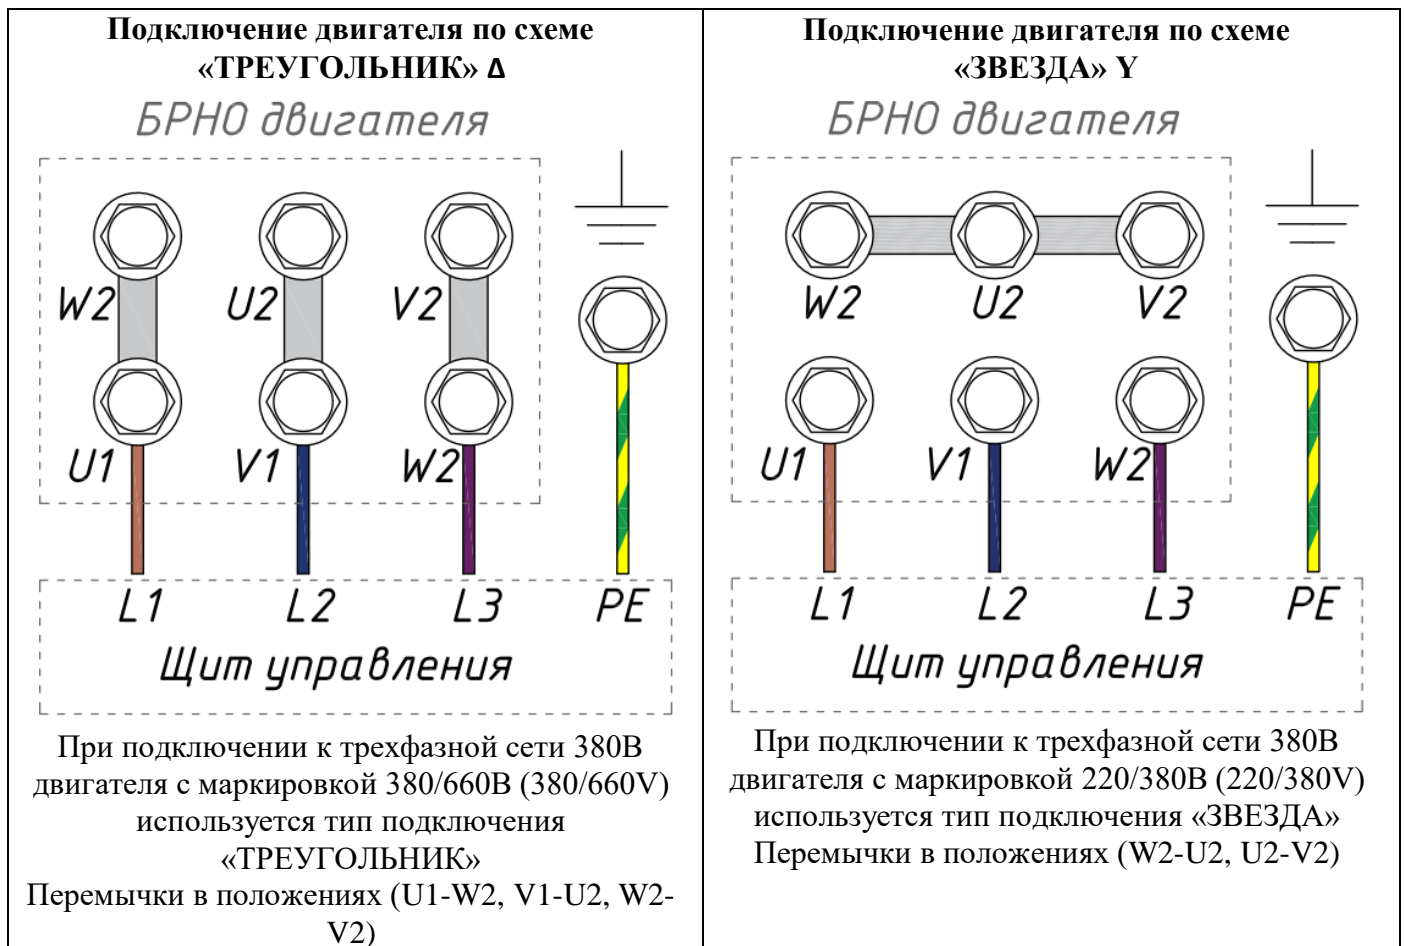 Подключение двигателя по схеме
«ТРЕУГОЛЬНИК» Δ
БРНО двигателя
W2 U2 V2
U1 V1 W2
L1 L2 L3 PE
Щит управления
При подключении к трехфазной сети 380В
двигателя с маркировкой 380/660В (380/660V)
используется тип подключения
«ТРЕУГОЛЬНИК»
Перемычки в положениях (U1-W2, V1-U2, W2-
V2)
Подключение двигателя по схеме
«ЗВЕЗДА» Y
БРНО двигателя
W2 U2 V2
U1 V1 W2
L1 L2 L3 PE
Щит управления
При подключении к трехфазной сети 380В
двигателя с маркировкой 220/380В (220/380V)
используется тип подключения «ЗВЕЗДА»
Перемычки в положениях (W2-U2, U2-V2)